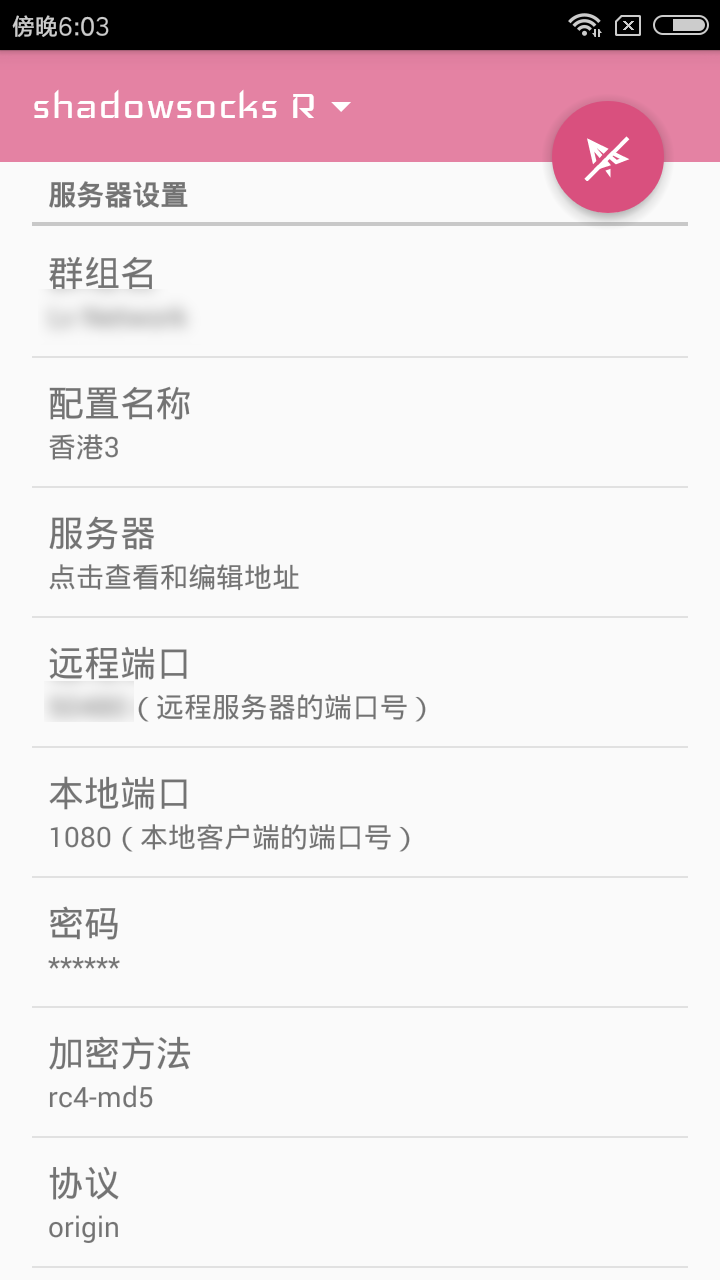 傍晚6:03
shadowsocks R
服务器设置
群组名
配置名称
香港3
服务器
点击查看和编辑地址
远程端口
（远程服务器的端口号）
本地端口
1080（本地客户端的端口号）
密码
******
加密方法
rc4-md5
协议
origin